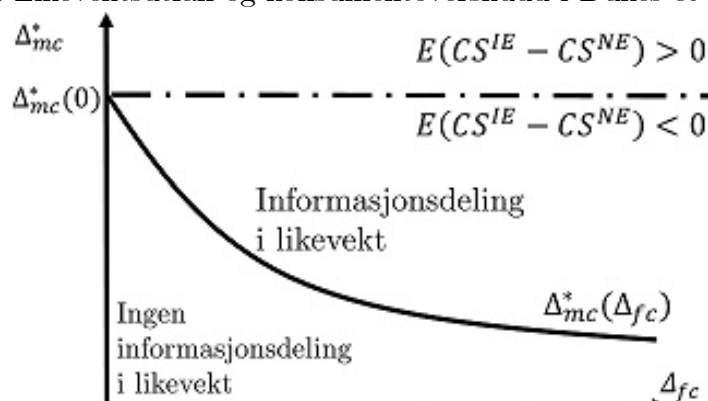 Δ*mc
E(CS^IE − CS^NE) > 0
Δ*mc(0)
E(CS^IE − CS^NE) < 0
Informasjonsdeling
i likevekt
Δ*mc(Δfc)
Ingen
informasjonsdeling
i likevekt
Δfc